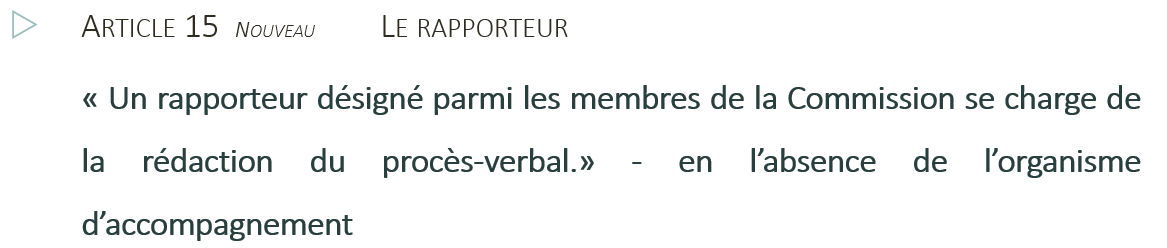 ARTICLE 15 NOUVEAU LE RAPPORTEUR
« Un rapporteur désigné parmi les membres de la Commission se charge de
la rédaction du procès-verbal.» - en l’absence de l’organisme
d’accompagnement